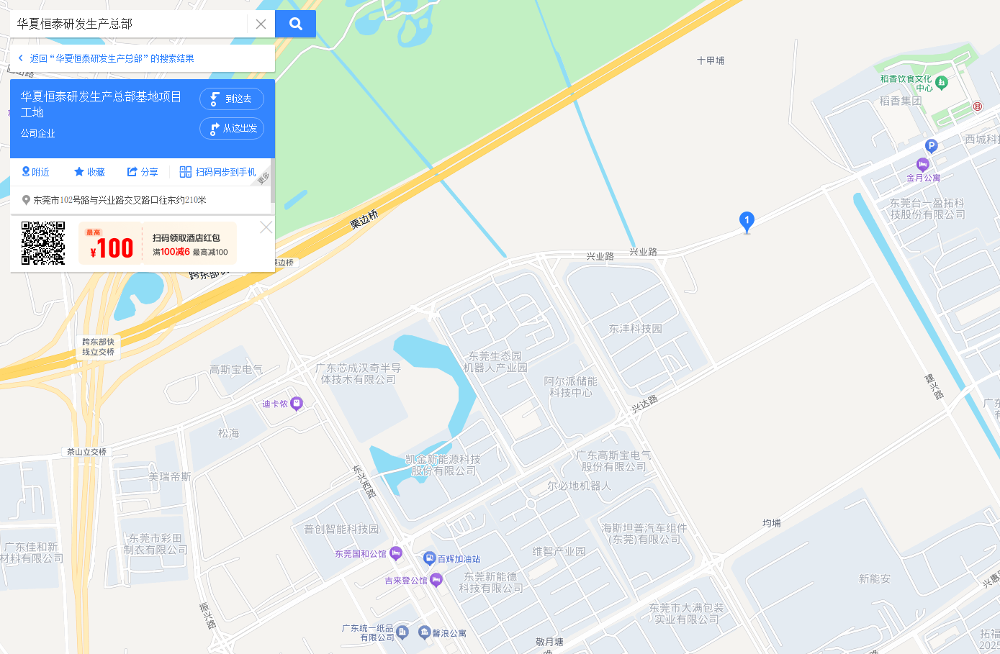 华夏恒泰研发生产总部
返回“华夏恒泰研发生产总部”的搜索结果
华夏恒泰研发生产总部基地项目
工地
公司企业
到这去
从这出发
附近
收藏
分享
扫码同步到手机
更多
东莞市102号路与兴业路交叉路口往东约210米
最高
¥100
扫码领取酒店红包
满100减6 最高减100
十甲埔
稻香饮食文化
中心
稻香集团
西城科技
P
金月公寓
东莞台一盈拓科
技股份有限公司
1
栗边桥
栗边桥
兴业路
兴业路
跨东部快
线立交桥
高斯宝电气
广东芯成汉奇半导
体技术有限公司
东莞生态园
机器人产业园
东沣科技园
阿尔派储能
科技中心
建兴路
兴达路
迪卡侬
松海
茶山立交桥
美瑞帝斯
东兴西路
凯金新能源科技
股份有限公司
广东高斯宝电气
股份有限公司
尔必地机器人
普创智能科技园
海斯坦普汽车组件
(东莞)有限公司
均埔
广东佳和新
材料有限公司
东莞市彩田
制衣有限公司
东莞国和公馆
百辉加油站
维智产业园
吉来登公馆
东莞新能德
科技有限公司
新能安
兴惠
振兴路
东莞市大满包装
实业有限公司
广东统一纸品
有限公司
馨浪公寓
敬月塘
拓福
2025